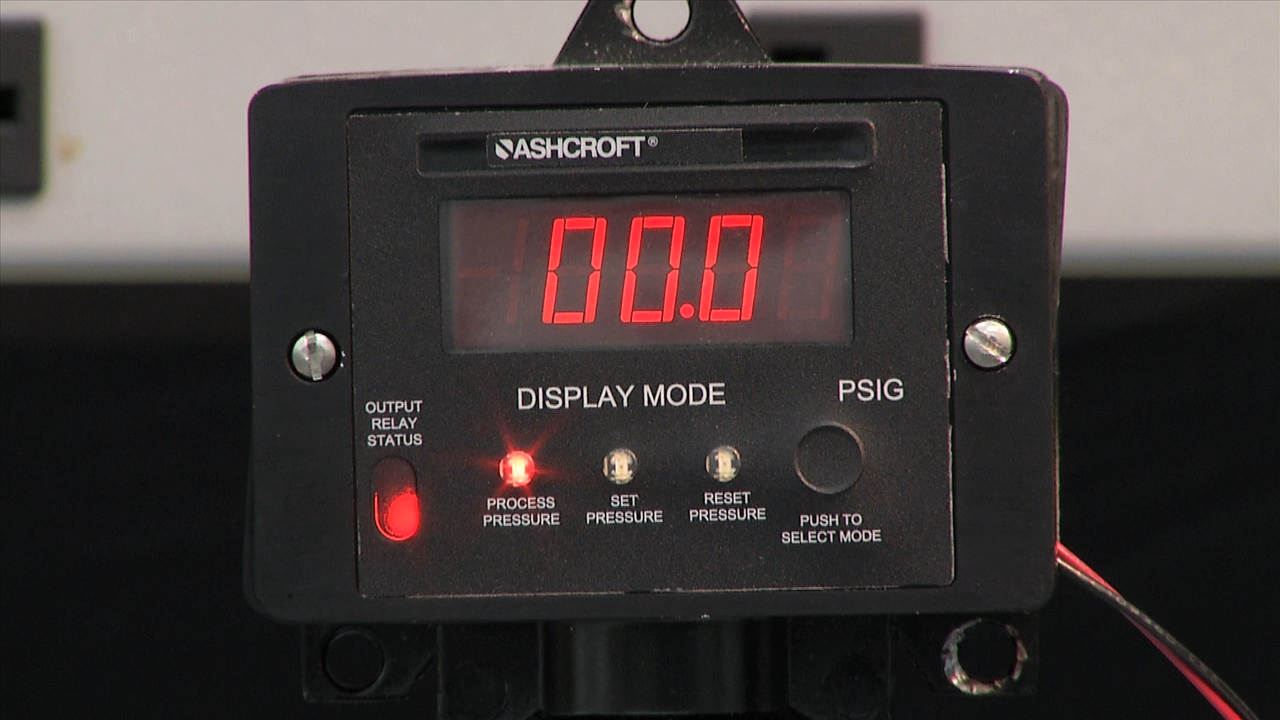 ASHCROFT®
00.0
DISPLAY MODE
PSIG
OUTPUT
RELAY
STATUS
PROCESS
PRESSURE
SET
PRESSURE
RESET
PRESSURE
PUSH TO
SELECT MODE